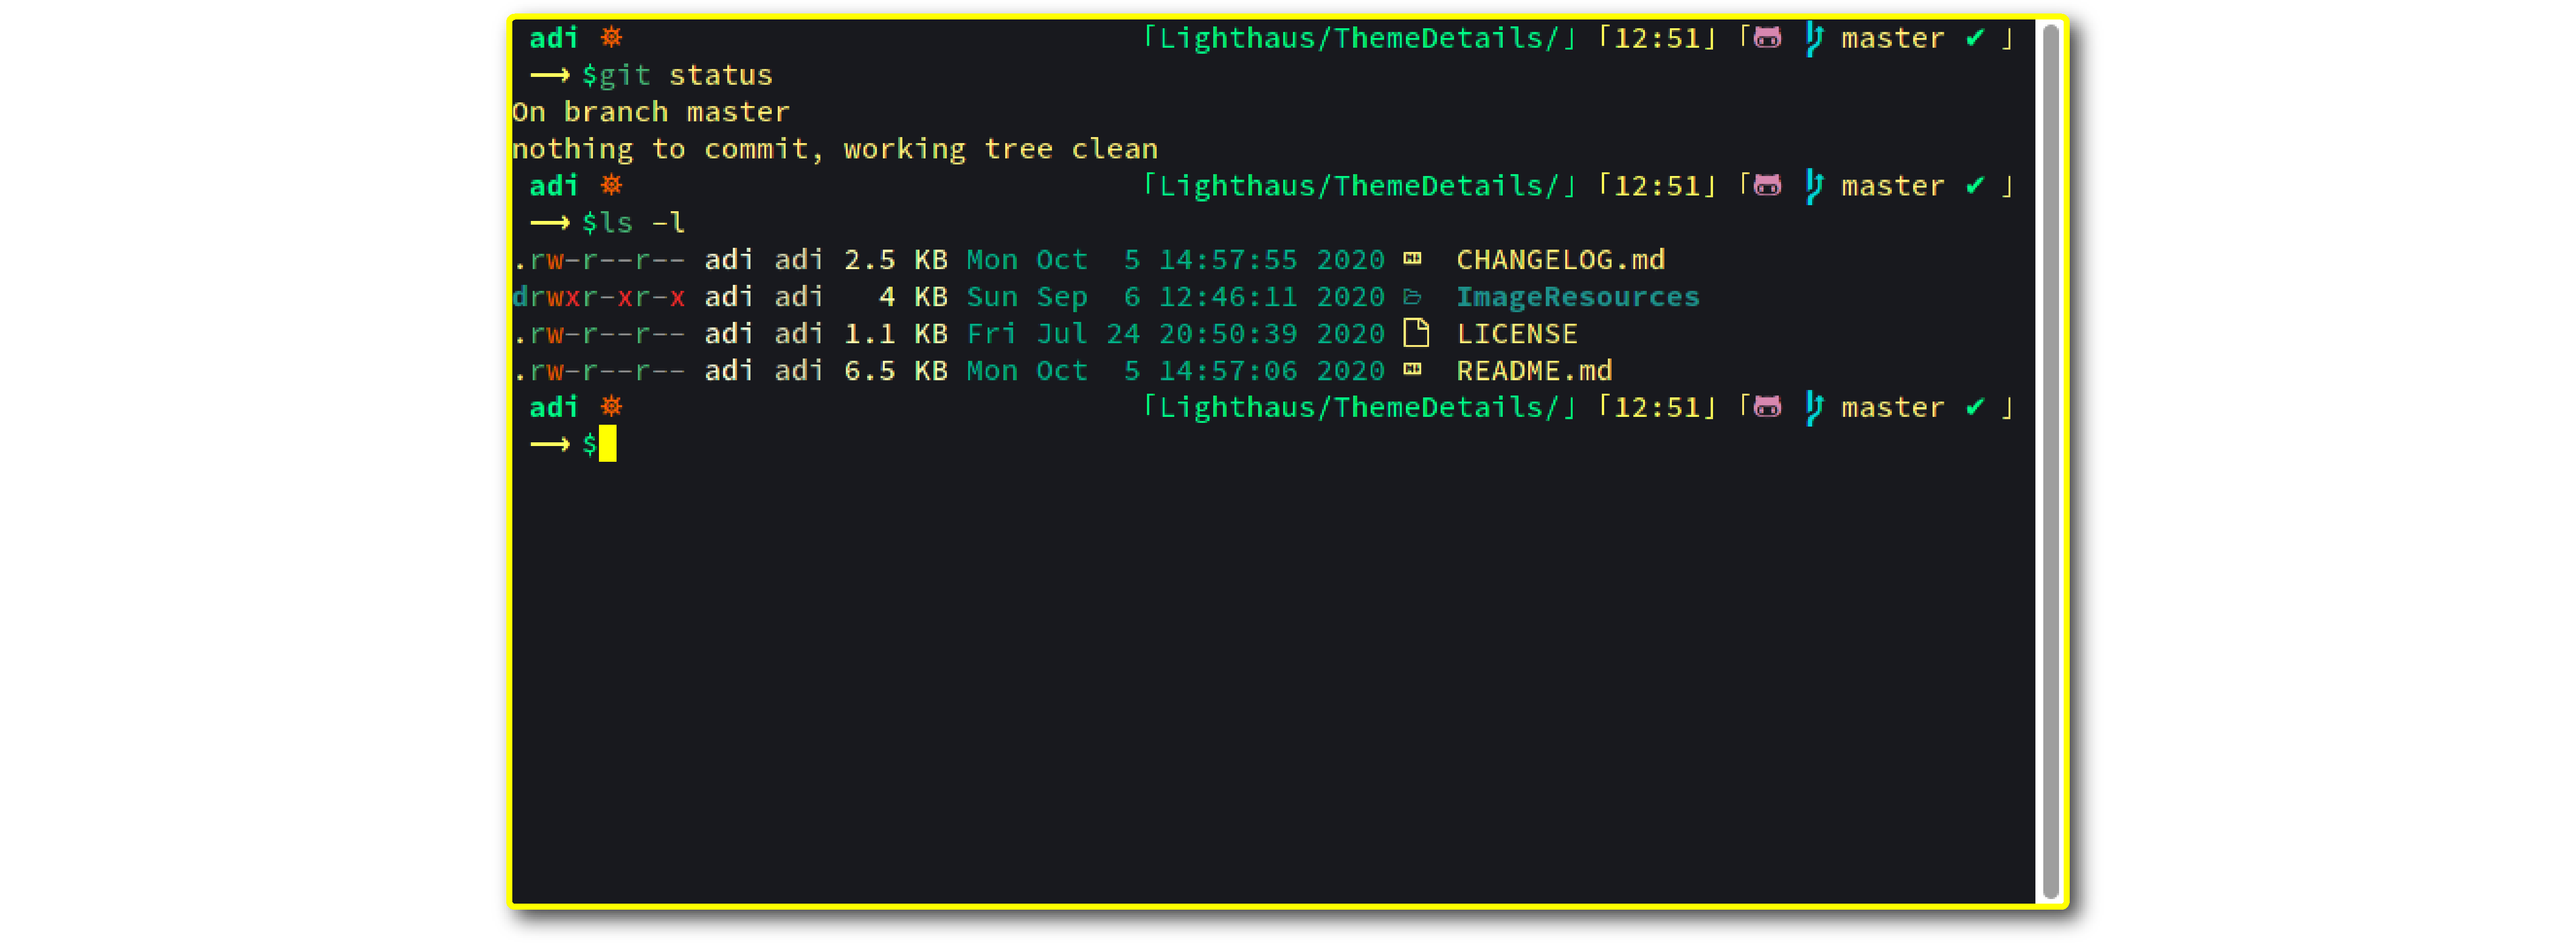 adi ⎈ ｢Lighthaus/ThemeDetails/｣ ｢12:51｣ ｢ master ✔ ｣
⟶ $git status
On branch master
nothing to commit, working tree clean
adi ⎈ ｢Lighthaus/ThemeDetails/｣ ｢12:51｣ ｢ master ✔ ｣
⟶ $ls -l
.rw-r--r-- adi adi 2.5 KB Mon Oct  5 14:57:55 2020 CHANGELOG.md
drwxr-xr-x adi adi   4 KB Sun Sep  6 12:46:11 2020 ImageResources
.rw-r--r-- adi adi 1.1 KB Fri Jul 24 20:50:39 2020 LICENSE
.rw-r--r-- adi adi 6.5 KB Mon Oct  5 14:57:06 2020 README.md
adi ⎈ ｢Lighthaus/ThemeDetails/｣ ｢12:51｣ ｢ master ✔ ｣
⟶ $